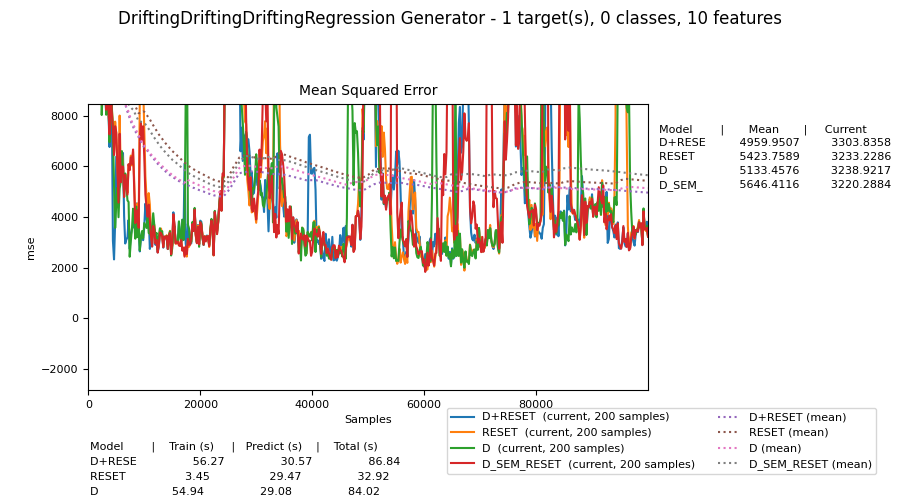 DriftingDriftingDriftingRegression Generator - 1 target(s), 0 classes, 10 features
Mean Squared Error
8000
6000
4000
2000
0
−2000
mse
0 20000 40000 60000 80000
Samples
Model | Mean | Current
D+RESE 4959.9507 3303.8358
RESET 5423.7589 3233.2286
D 5133.4576 3238.9217
D_SEM_ 5646.4116 3220.2884
D+RESET (current, 200 samples) D+RESET (mean)
RESET (current, 200 samples) RESET (mean)
D (current, 200 samples) D (mean)
D_SEM_RESET (current, 200 samples) D_SEM_RESET (mean)
Model | Train (s) | Predict (s) | Total (s)
D+RESE 56.27 30.57 86.84
RESET 3.45 29.47 32.92
D 54.94 29.08 84.02